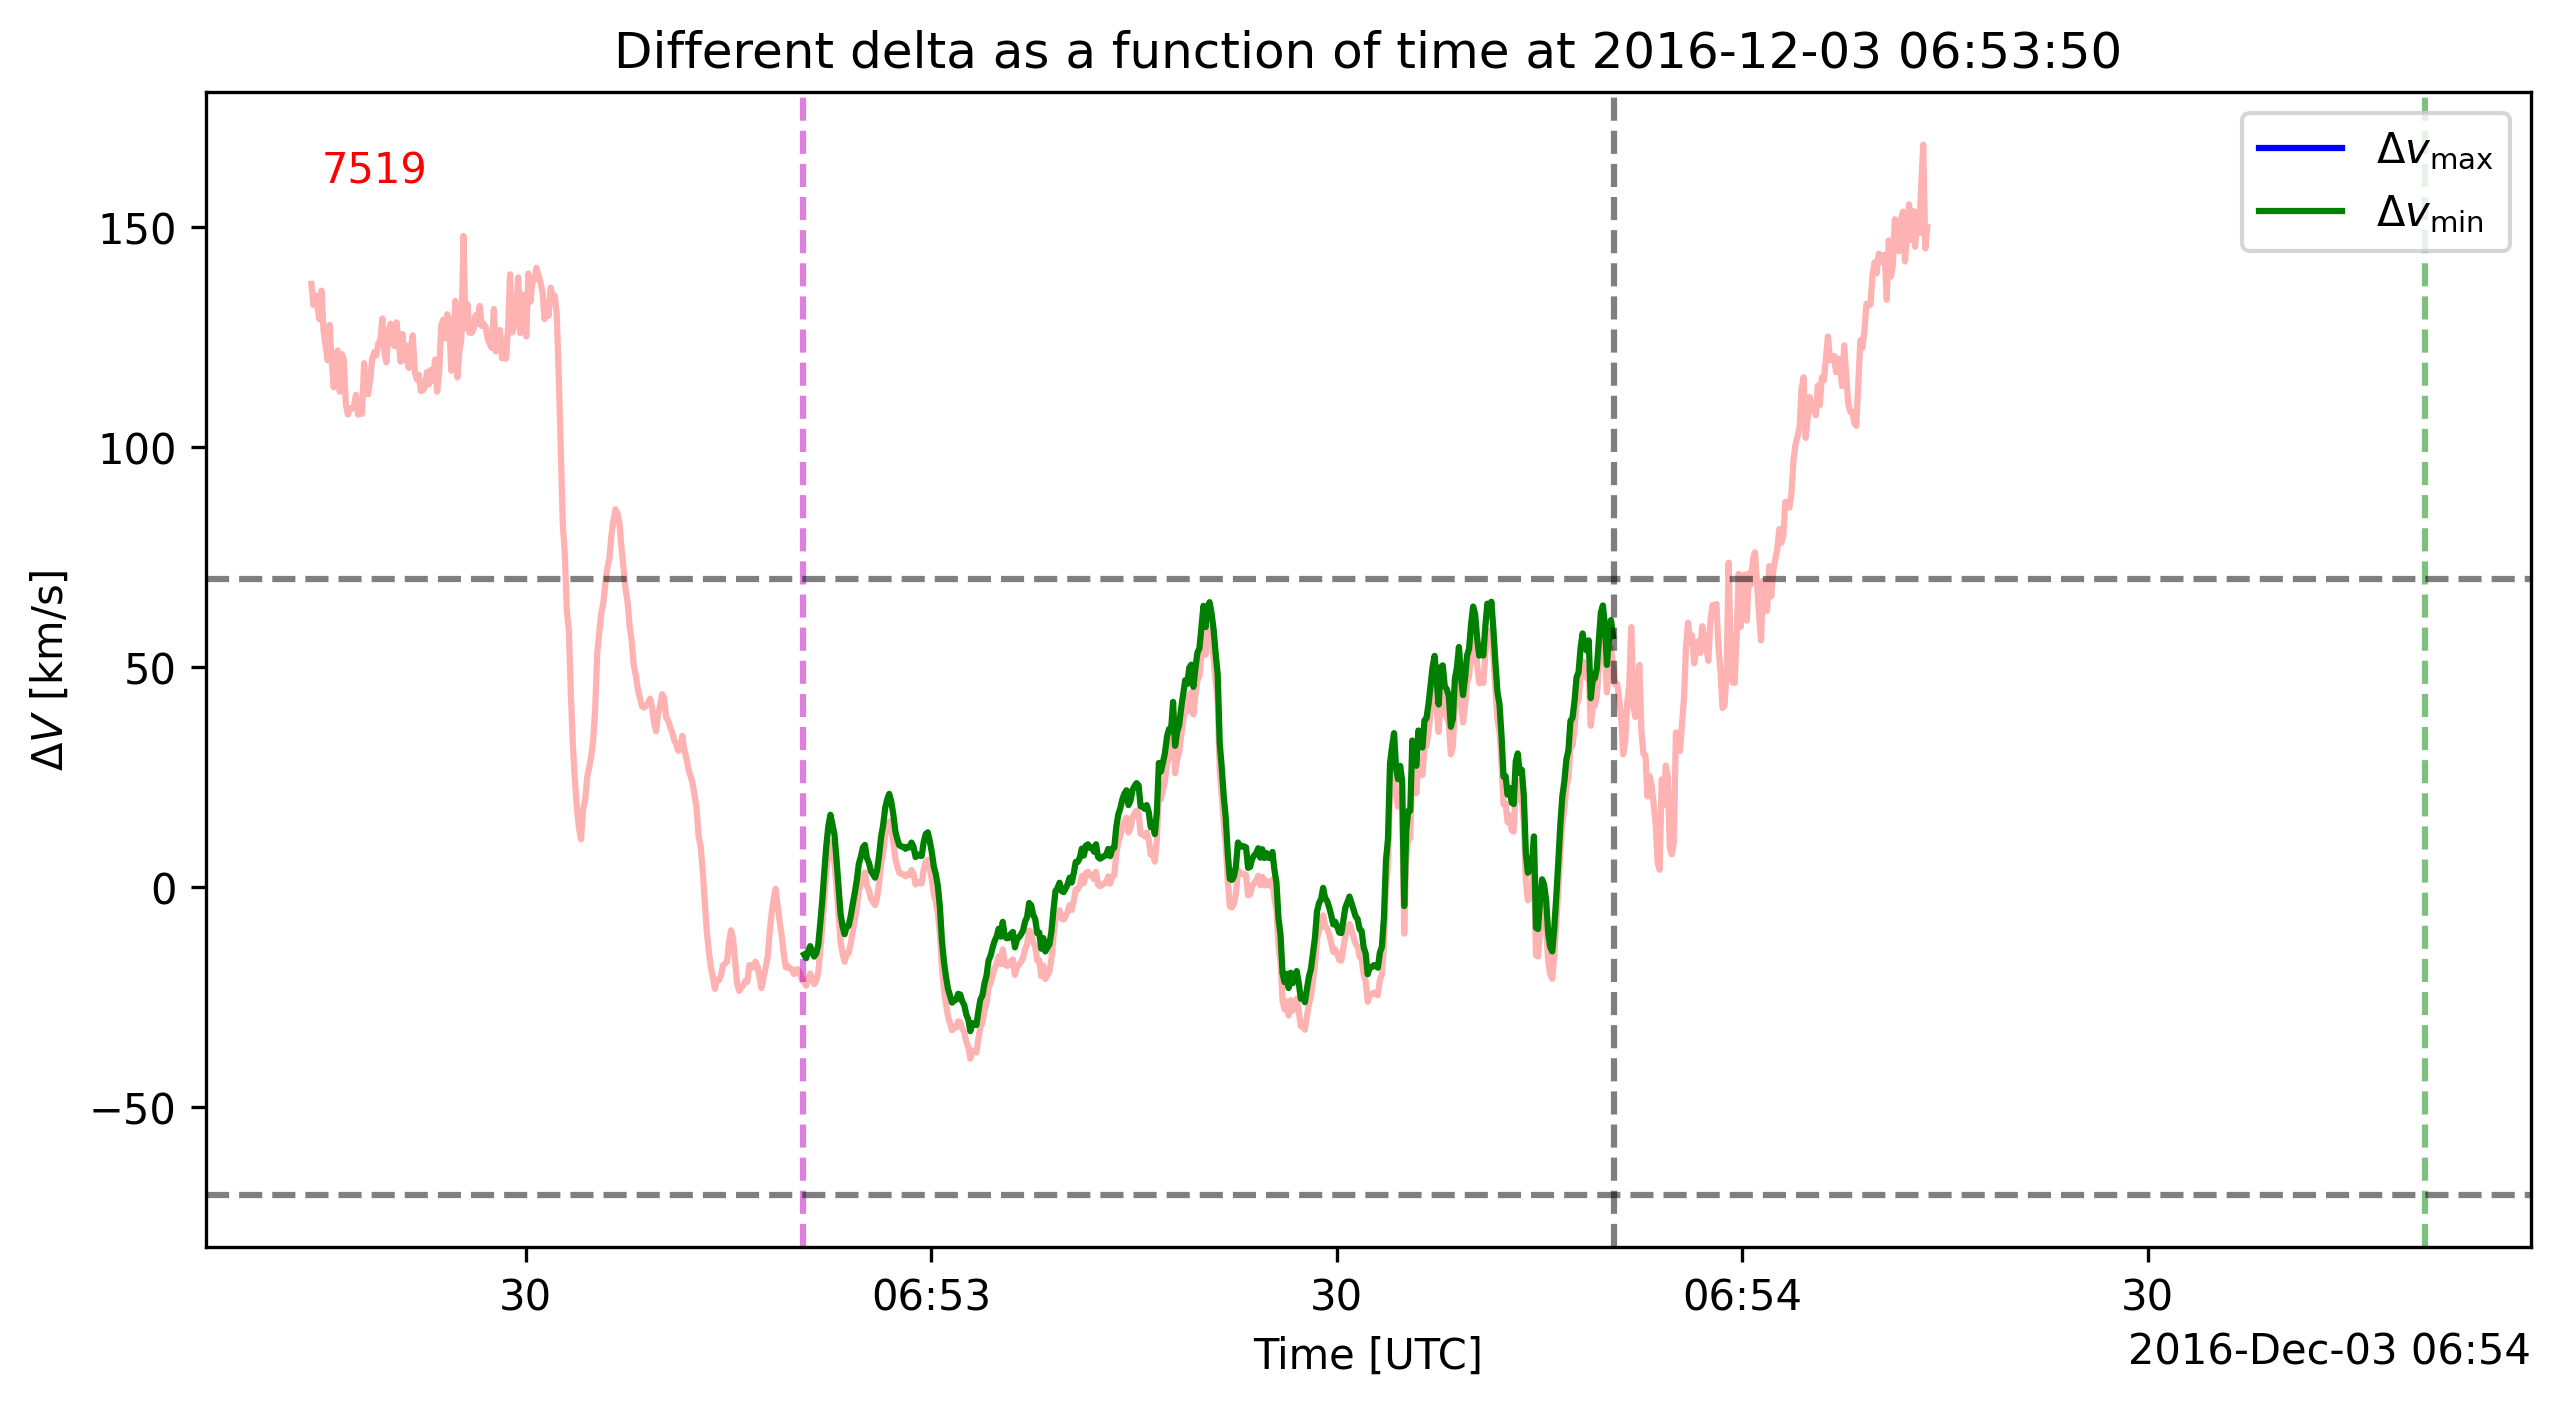 Different delta as a function of time at 2016-12-03 06:53:50
7519
Δv_max
Δv_min
150
100
50
0
−50
ΔV [km/s]
30 06:53 30 06:54 30
Time [UTC]
2016-Dec-03 06:54